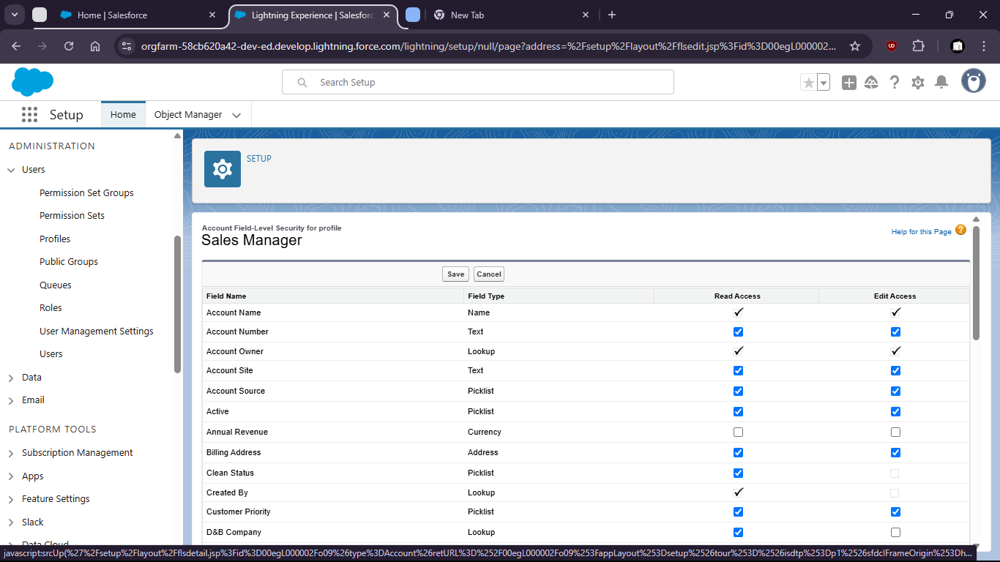 Home | Salesforce
Lightning Experience | Salesforc
New Tab
orgfarm-58cb620a42-dev-ed.develop.lightning.force.com/lightning/setup/null/page?address=%2Fsetup%2Flayout%2Fflsedit.jsp%3Fid%3D00egL000002...
Search Setup
Setup
Home
Object Manager
ADMINISTRATION
Users
Permission Set Groups
Permission Sets
Profiles
Public Groups
Queues
Roles
User Management Settings
Users
Data
Email
PLATFORM TOOLS
Subscription Management
Apps
Feature Settings
Slack
Data Cloud
SETUP
Account Field-Level Security for profile
Sales Manager
Help for this Page
Save Cancel
Field Name Field Type Read Access Edit Access
Account Name Name
Account Number Text
Account Owner Lookup
Account Site Text
Account Source Picklist
Active Picklist
Annual Revenue Currency
Billing Address Address
Clean Status Picklist
Created By Lookup
Customer Priority Picklist
D&B Company Lookup
javascript:srcUp(%27%2Fsetup%2Flayout%2Fflsdetail.jsp%3Fid%3D00egL000002Fo09%26type%3DAccount%26retURL%3D%252F00egL000002Fo09%253FappLayout%253Dsetup%2526tour%253D%2526isdtp%253Dp1%2526sfdcIFrameOrigin%253Dh...